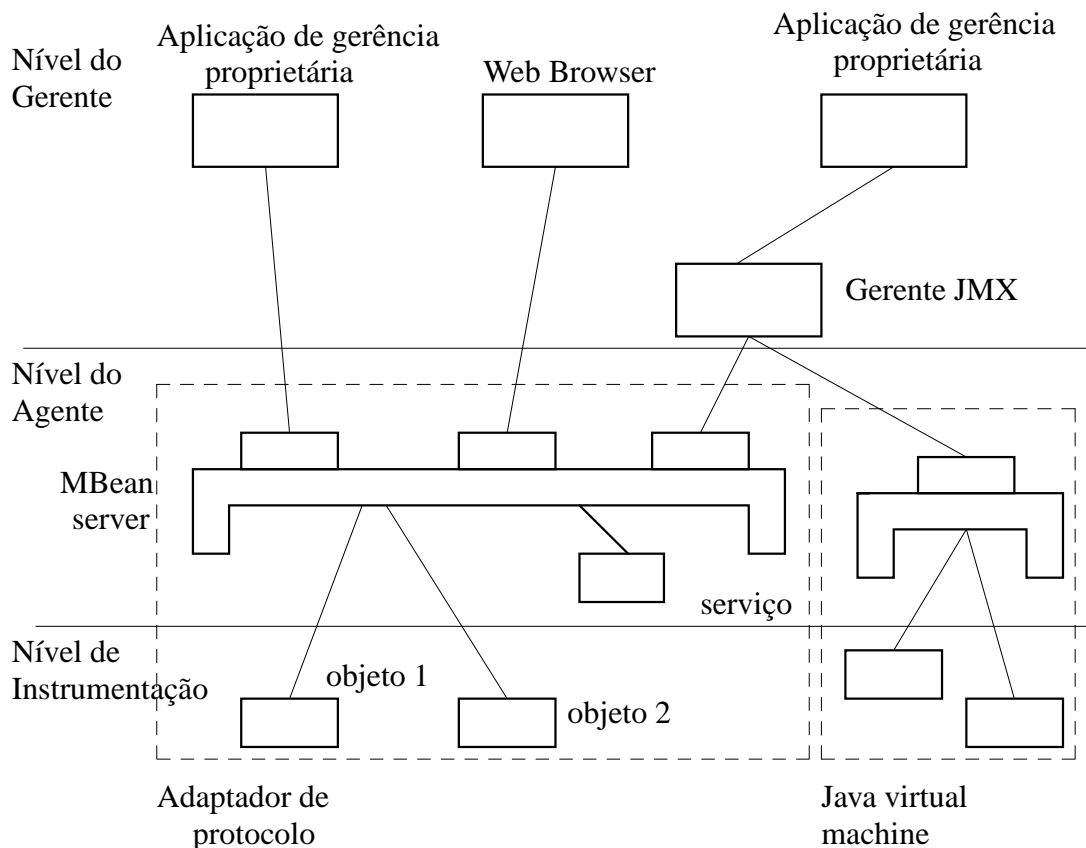 Aplicação de gerência
proprietária
Aplicação de gerência
proprietária
Nível do
Gerente
Web Browser
Gerente JMX
Nível do
Agente
MBean
server
serviço
Nível de
Instrumentação
objeto 1
objeto 2
Adaptador de
protocolo
Java virtual
machine